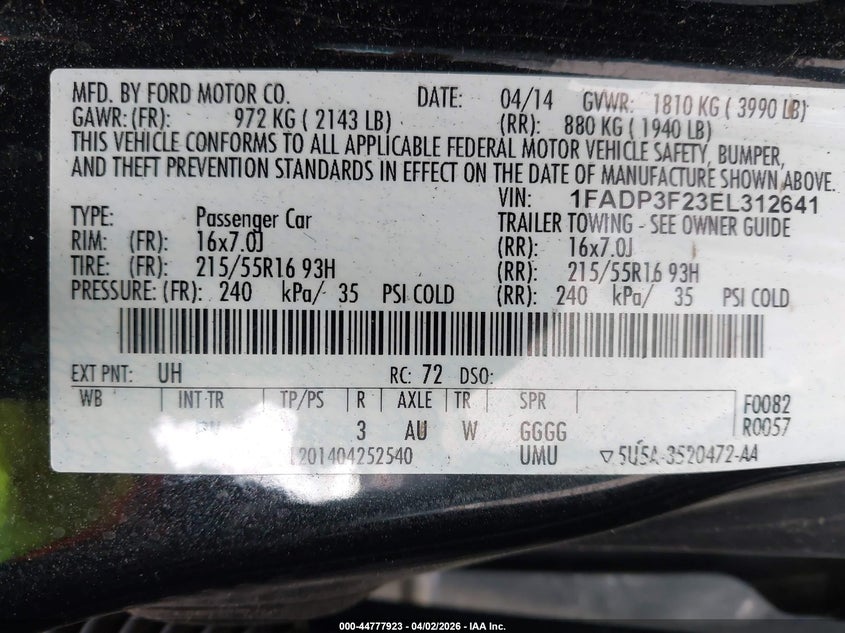 MFD. BY FORD MOTOR CO. DATE: 04/14 GVWR: 1810 KG ( 3990 LB)
GAWR: (FR): 972 KG ( 2143 LB) (RR): 880 KG ( 1940 LB)
THIS VEHICLE CONFORMS TO ALL APPLICABLE FEDERAL MOTOR VEHICLE SAFETY, BUMPER,
AND THEFT PREVENTION STANDARDS IN EFFECT ON THE DATE OF MANUFACTURE SHOWN ABOVE.
VIN: 1FADP3F23EL312641
TYPE: Passenger Car TRAILER TOWING - SEE OWNER GUIDE
RIM: (FR): 16x7.0J (RR): 16x7.0J
TIRE: (FR): 215/55R16 93H (RR): 215/55R16 93H
PRESSURE: (FR): 240 kPa/ 35 PSI COLD (RR): 240 kPa/ 35 PSI COLD
EXT PNT: UH RC: 72 DSO:
WB INT TR TP/PS R AXLE TR SPR F0082
3 AU W GGGG R0057
201404252540 UMU ▽5U5A-3520472-AA
000-44777923 - 04/02/2026 - IAA Inc.